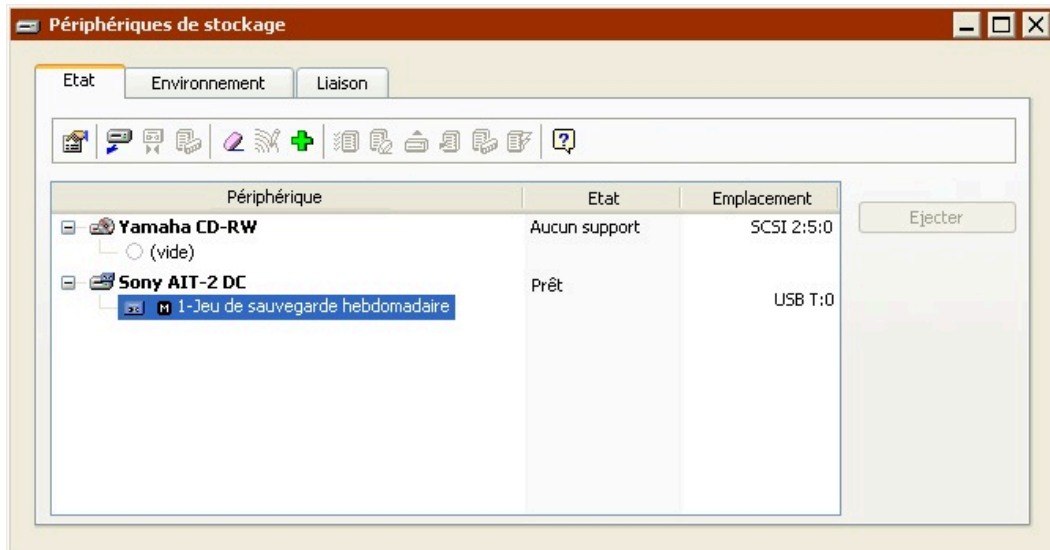 Périphériques de stockage
Etat Environnement Liaison
Périphérique Etat Emplacement
Ejecter
Yamaha CD-RW Aucun support SCSI 2:5:0
(vide)
Sony AIT-2 DC Prêt
M 1-Jeu de sauvegarde hebdomadaire USB T:0